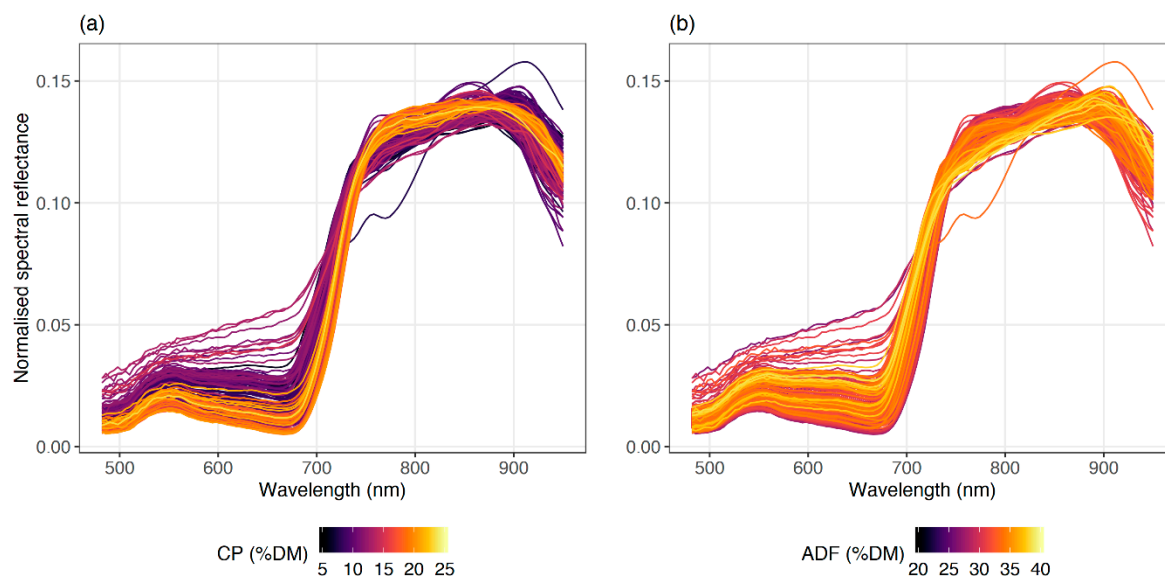 (a) (b)
Normalised spectral reflectance
0.15 0.15
0.10 0.10
0.05 0.05
0.00 0.00
500 600 700 800 900 500 600 700 800 900
Wavelength (nm) Wavelength (nm)
CP (%DM) ADF (%DM)
5 10 15 20 25 20 25 30 35 40